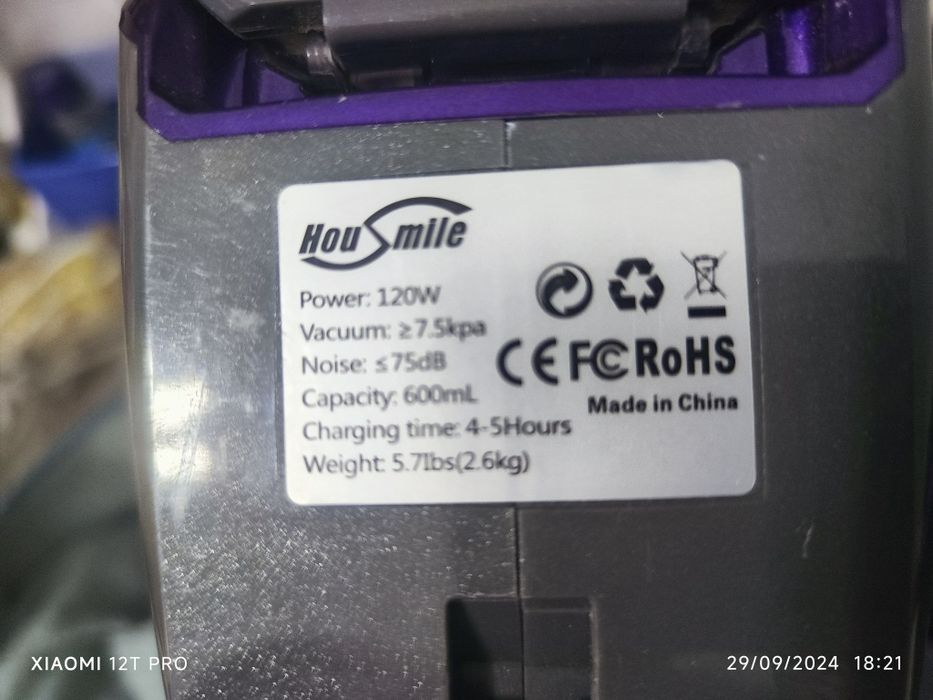 HouSmile
Power: 120W
Vacuum: ≥7.5kpa
Noise: ≤75dB
Capacity: 600mL
Charging time: 4-5Hours
Weight: 5.7lbs(2.6kg)
CE FC RoHS
Made in China
XIAOMI 12T PRO
29/09/2024 18:21